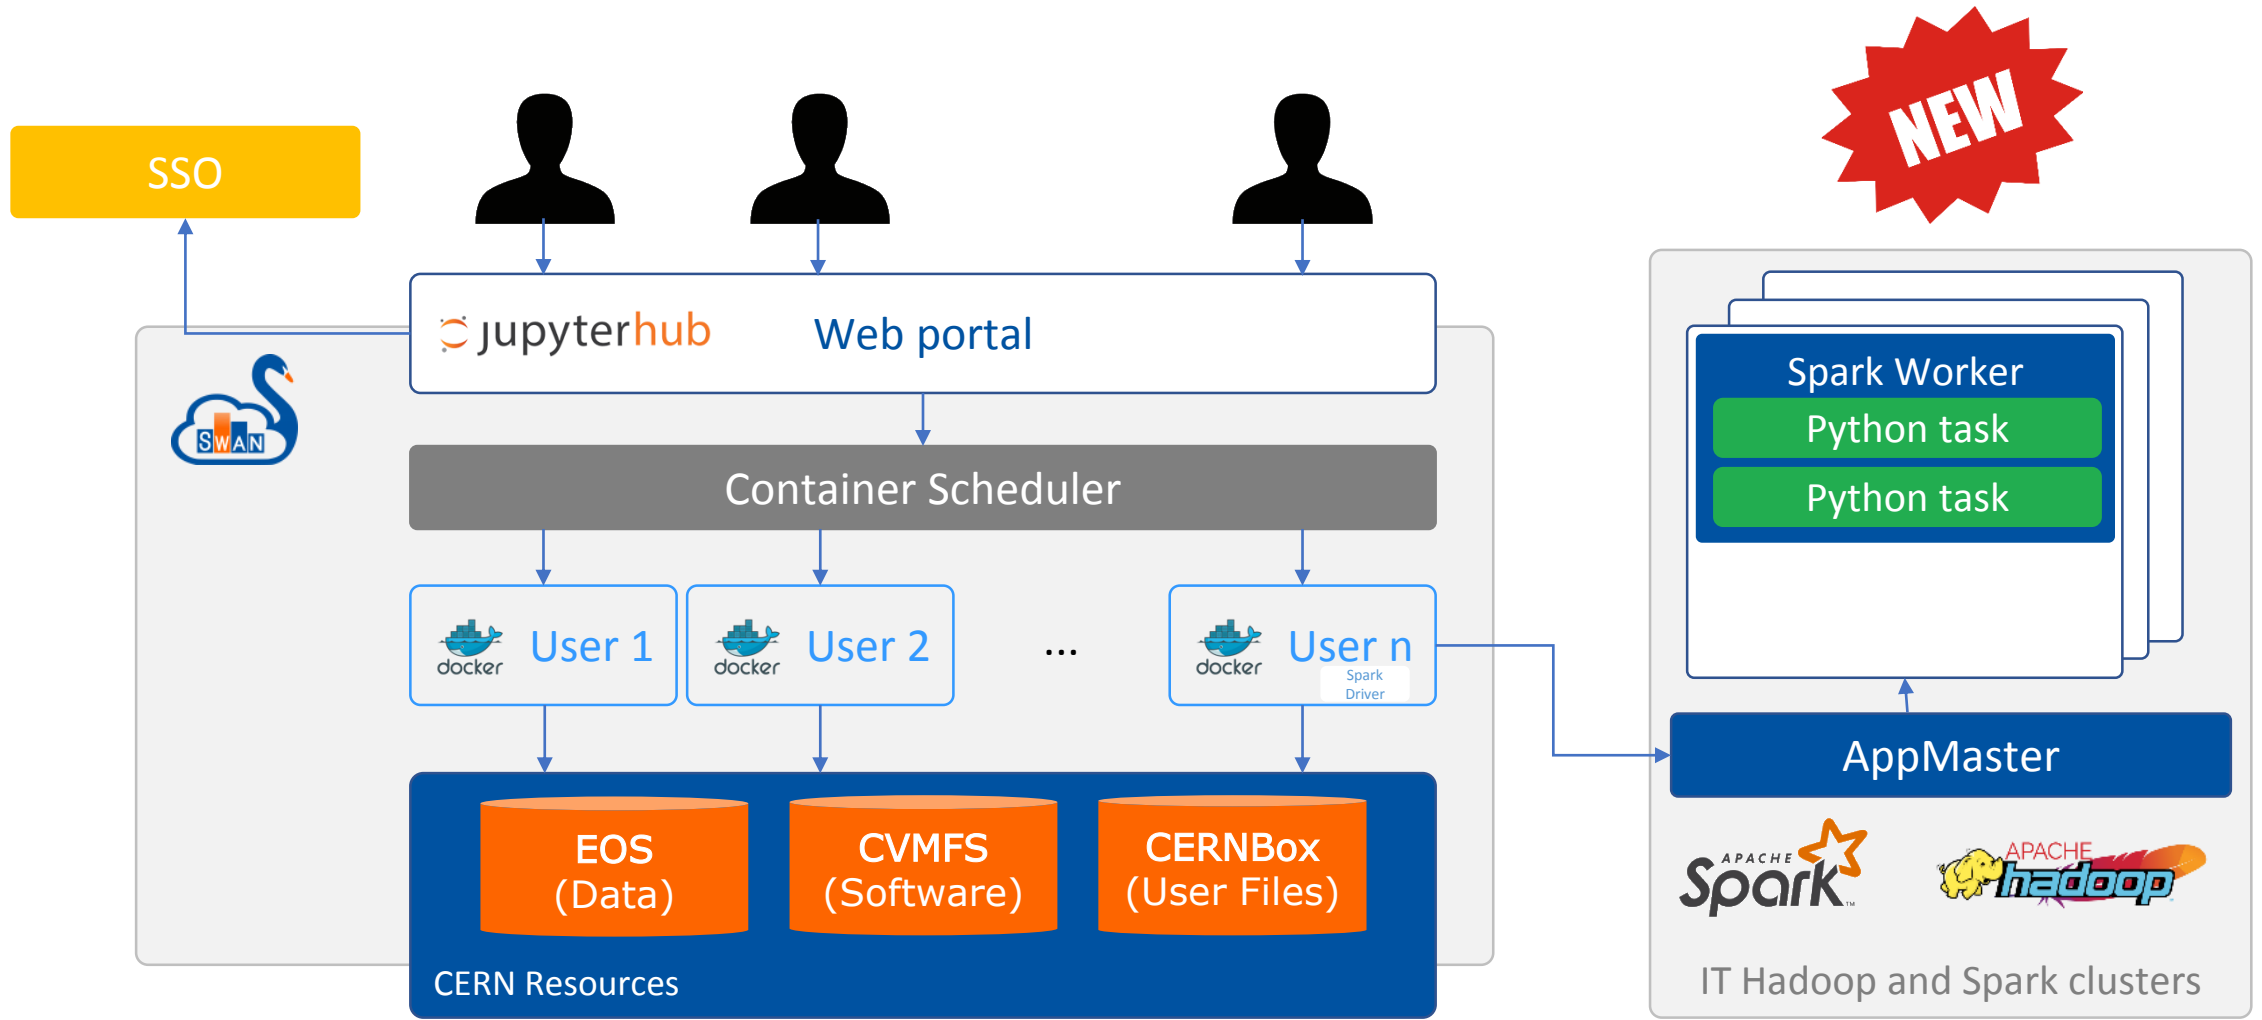 NEW
SSO
jupyterhub
Web portal
SWAN
Container Scheduler
docker
User 1
docker
User 2
...
docker
User n
Spark
Driver
EOS
(Data)
CVMFS
(Software)
CERNBox
(User Files)
CERN Resources
Spark Worker
Python task
Python task
AppMaster
APACHE
Spark
TM
APACHE
hadoop
IT Hadoop and Spark clusters